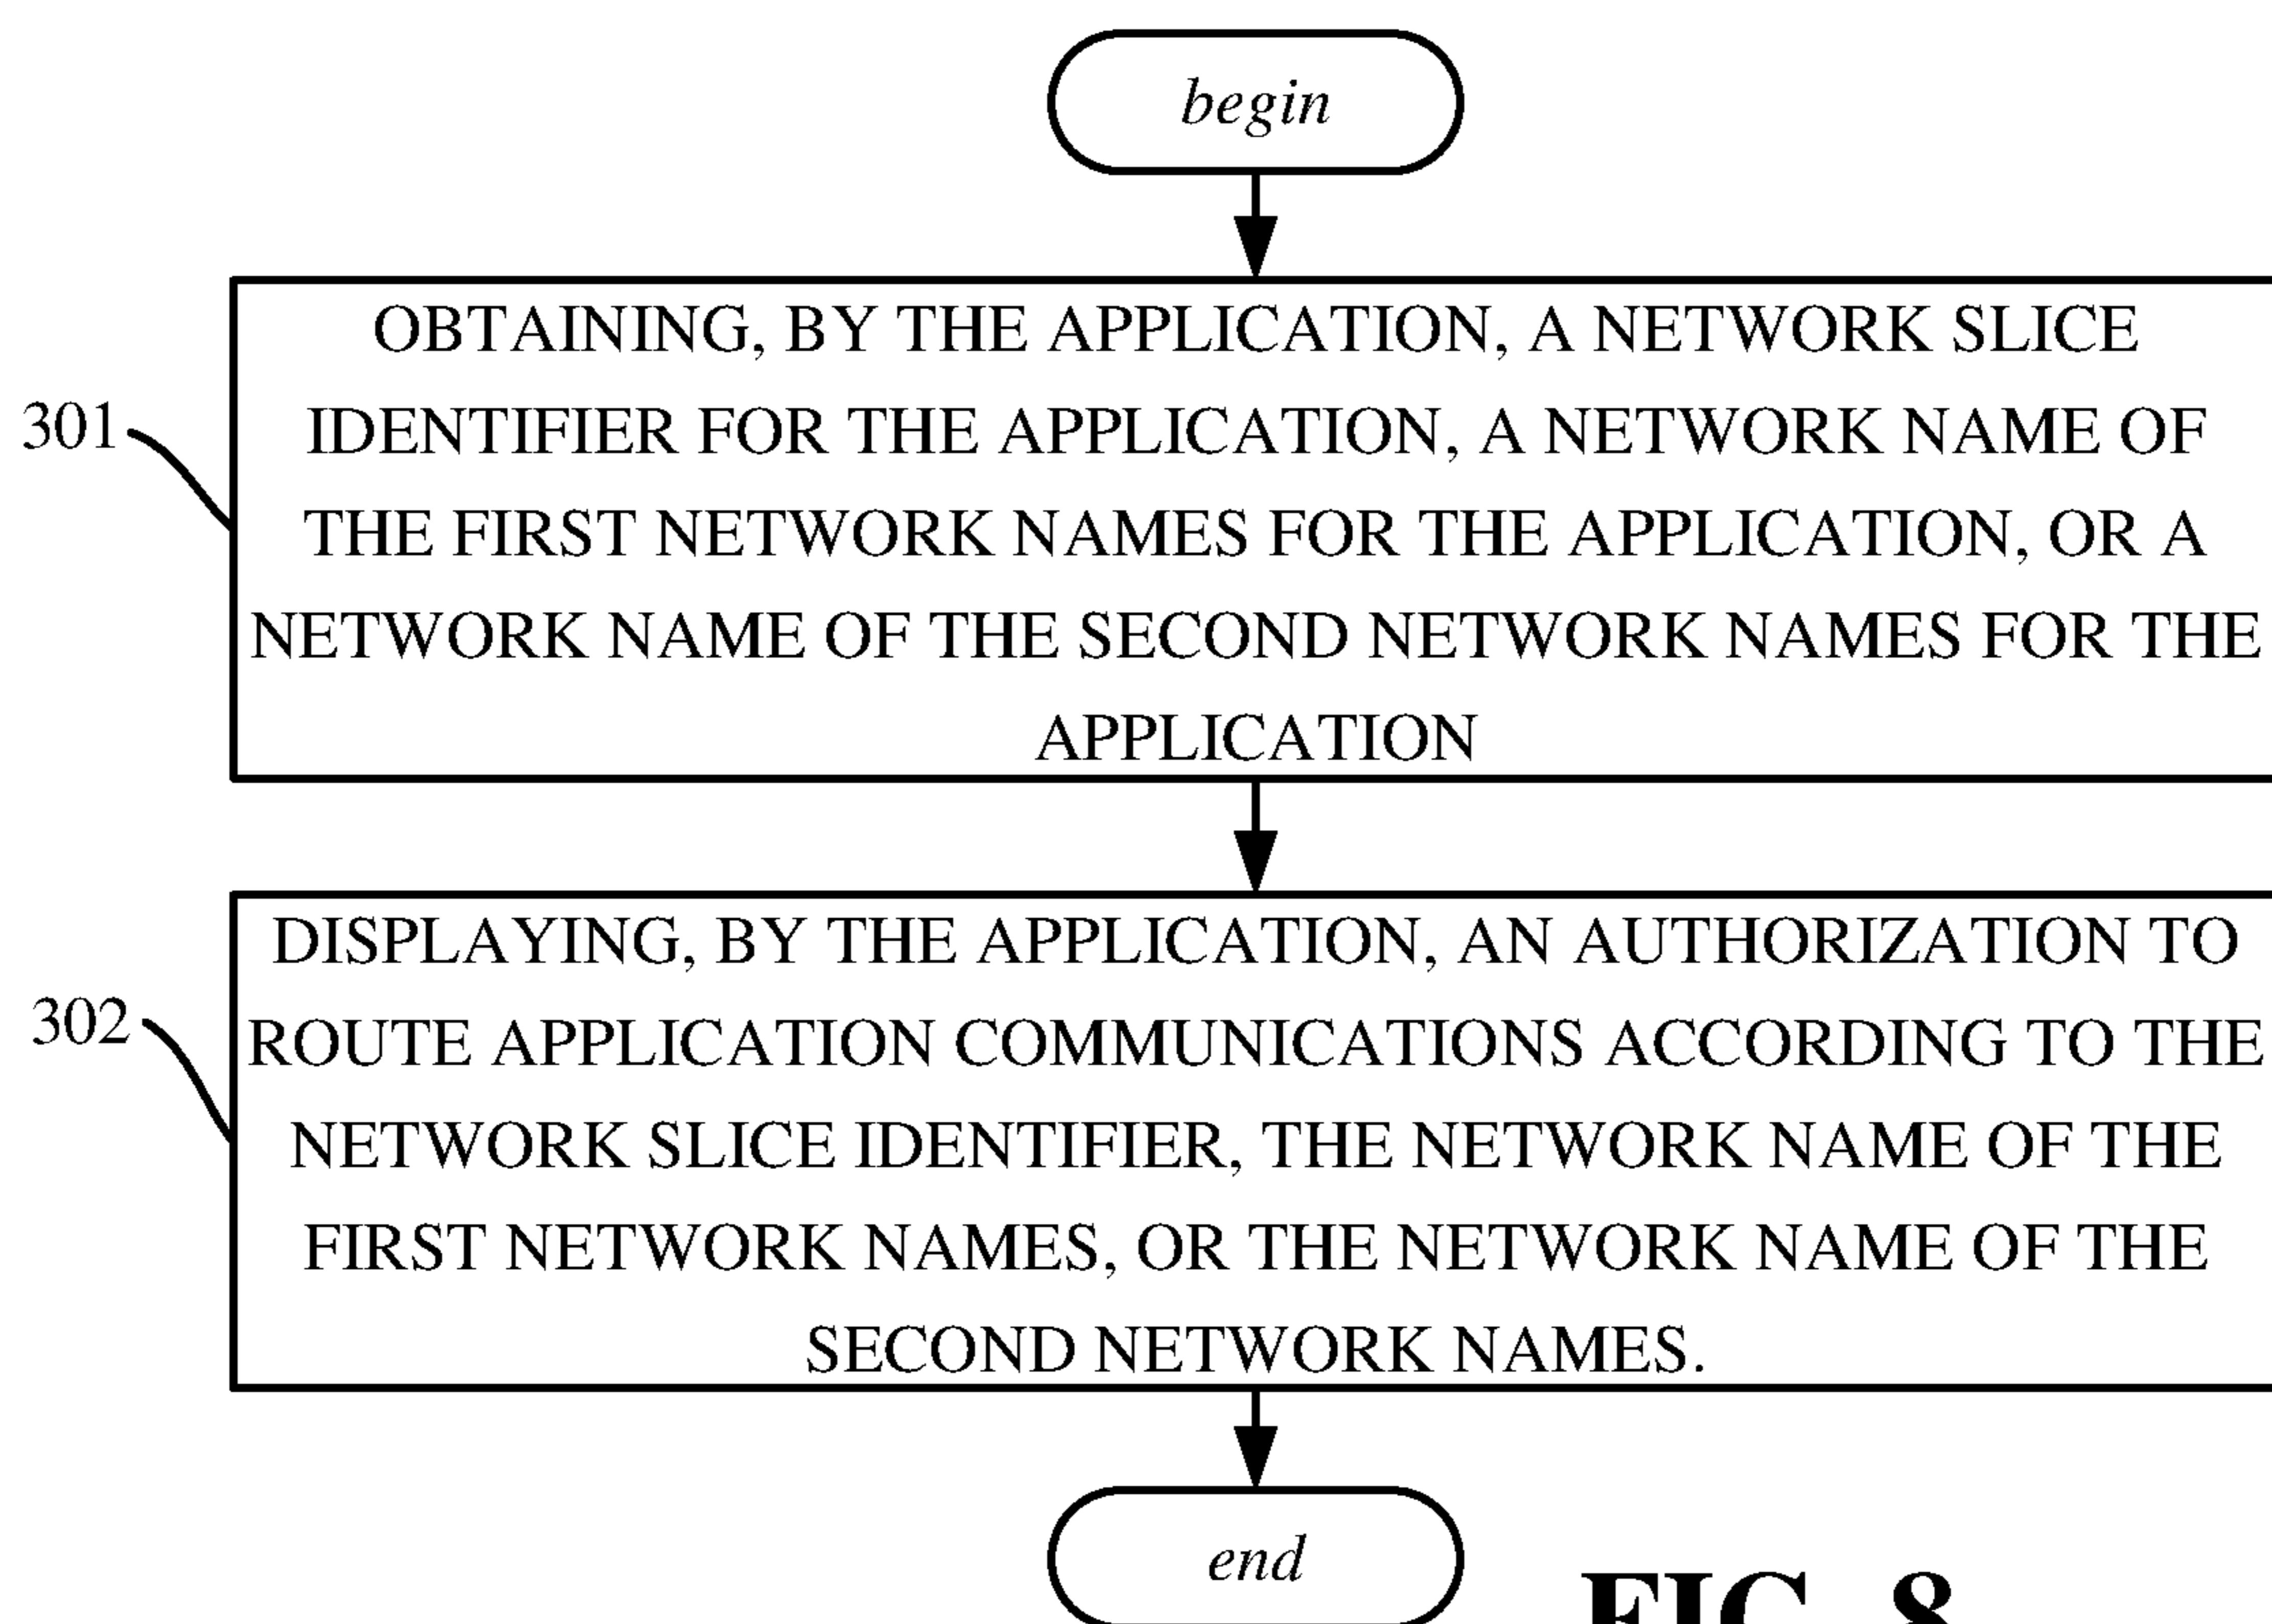 begin
OBTAINING, BY THE APPLICATION, A NETWORK SLICE
IDENTIFIER FOR THE APPLICATION, A NETWORK NAME OF
THE FIRST NETWORK NAMES FOR THE APPLICATION, OR A
NETWORK NAME OF THE SECOND NETWORK NAMES FOR THE
APPLICATION
301
DISPLAYING, BY THE APPLICATION, AN AUTHORIZATION TO
ROUTE APPLICATION COMMUNICATIONS ACCORDING TO THE
NETWORK SLICE IDENTIFIER, THE NETWORK NAME OF THE
FIRST NETWORK NAMES, OR THE NETWORK NAME OF THE
SECOND NETWORK NAMES.
302
end
FIG. 8